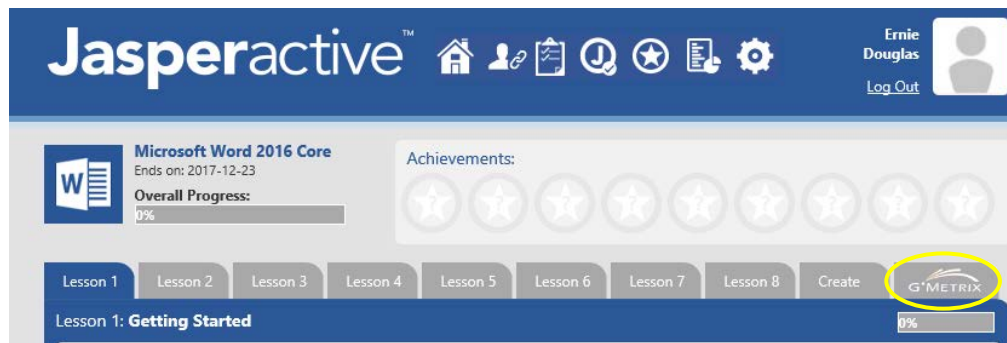 Jasperactive™
Ernie
Douglas
Log Out
W
Microsoft Word 2016 Core
Ends on: 2017-12-23
Overall Progress:
0%
Achievements:
? ? ? ? ? ? ? ?
Lesson 1 Lesson 2 Lesson 3 Lesson 4 Lesson 5 Lesson 6 Lesson 7 Lesson 8 Create G*METRIX
Lesson 1: Getting Started 0%